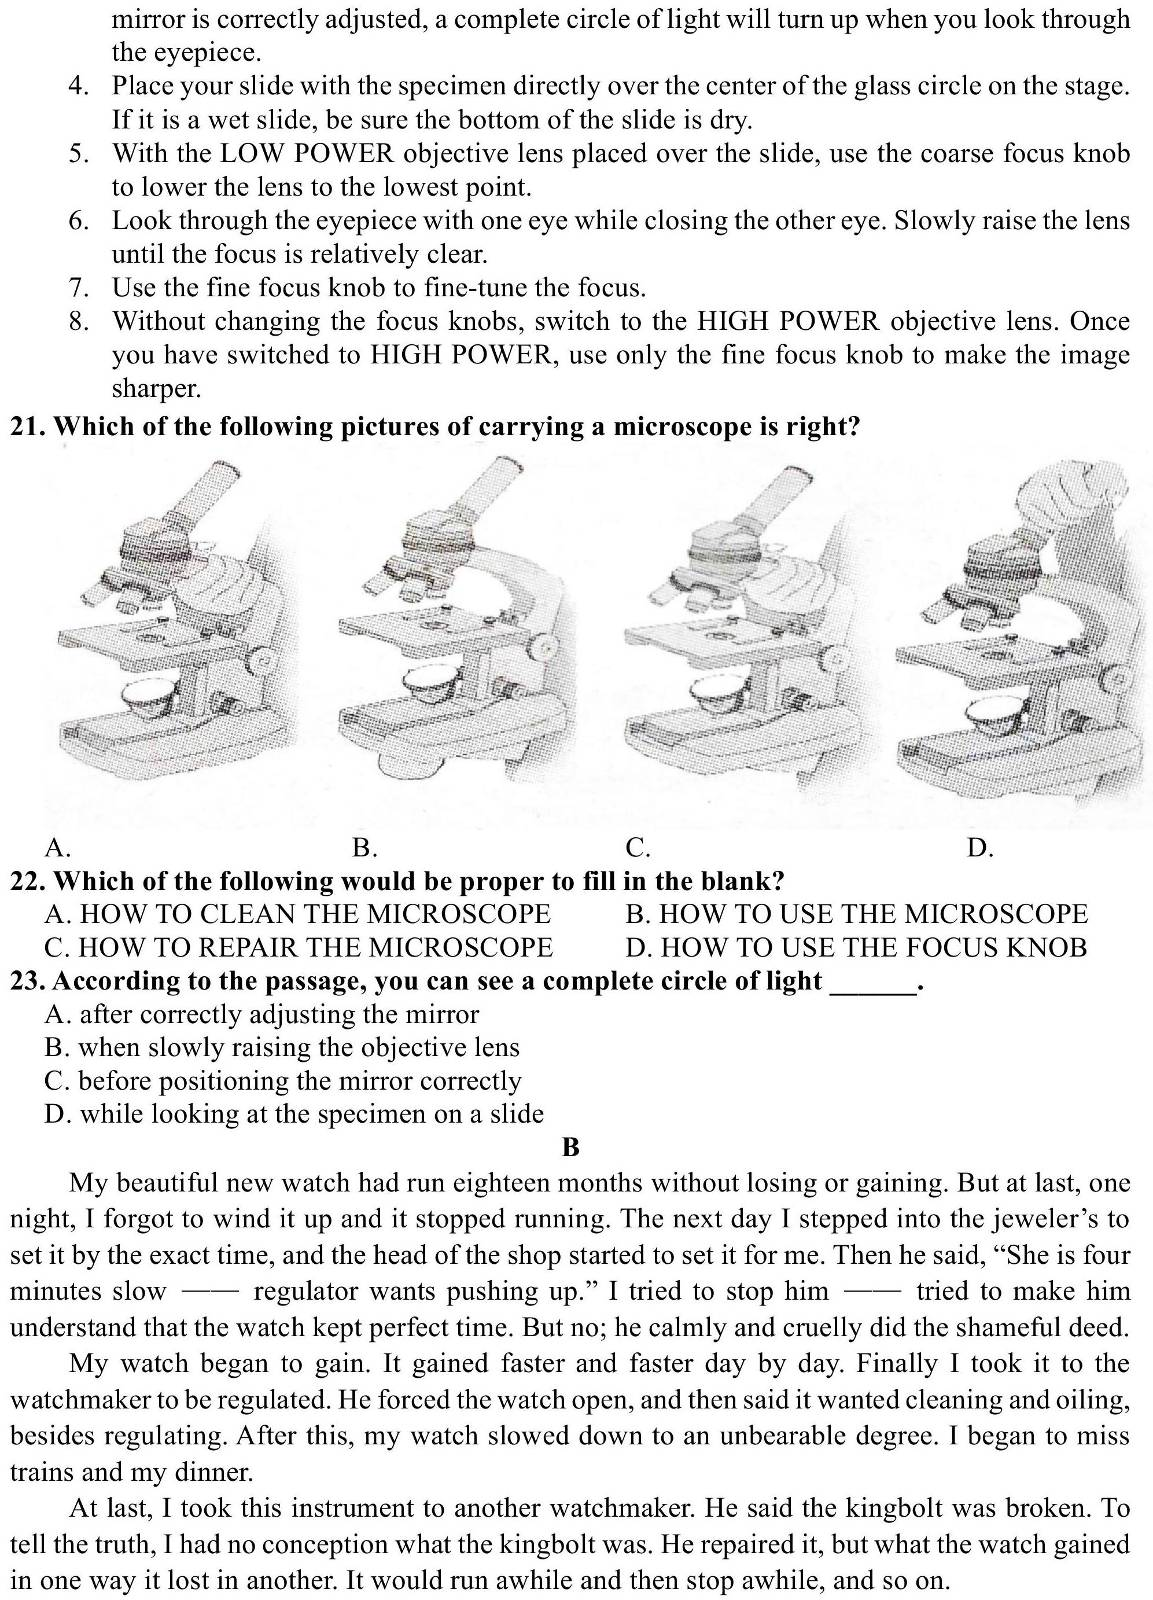 mirror is correctly adjusted, a complete circle of light will turn up when you look through
the eyepiece.
4. Place your slide with the specimen directly over the center of the glass circle on the stage.
If it is a wet slide, be sure the bottom of the slide is dry.
5. With the LOW POWER objective lens placed over the slide, use the coarse focus knob
to lower the lens to the lowest point.
6. Look through the eyepiece with one eye while closing the other eye. Slowly raise the lens
until the focus is relatively clear.
7. Use the fine focus knob to fine-tune the focus.
8. Without changing the focus knobs, switch to the HIGH POWER objective lens. Once
you have switched to HIGH POWER, use only the fine focus knob to make the image
sharper.
21. Which of the following pictures of carrying a microscope is right?
A. B. C. D.
22. Which of the following would be proper to fill in the blank?
A. HOW TO CLEAN THE MICROSCOPE B. HOW TO USE THE MICROSCOPE
C. HOW TO REPAIR THE MICROSCOPE D. HOW TO USE THE FOCUS KNOB
23. According to the passage, you can see a complete circle of light ______.
A. after correctly adjusting the mirror
B. when slowly raising the objective lens
C. before positioning the mirror correctly
D. while looking at the specimen on a slide
B
My beautiful new watch had run eighteen months without losing or gaining. But at last, one
night, I forgot to wind it up and it stopped running. The next day I stepped into the jeweler’s to
set it by the exact time, and the head of the shop started to set it for me. Then he said, “She is four
minutes slow —— regulator wants pushing up.” I tried to stop him —— tried to make him
understand that the watch kept perfect time. But no; he calmly and cruelly did the shameful deed.
My watch began to gain. It gained faster and faster day by day. Finally I took it to the
watchmaker to be regulated. He forced the watch open, and then said it wanted cleaning and oiling,
besides regulating. After this, my watch slowed down to an unbearable degree. I began to miss
trains and my dinner.
At last, I took this instrument to another watchmaker. He said the kingbolt was broken. To
tell the truth, I had no conception what the kingbolt was. He repaired it, but what the watch gained
in one way it lost in another. It would run awhile and then stop awhile, and so on.